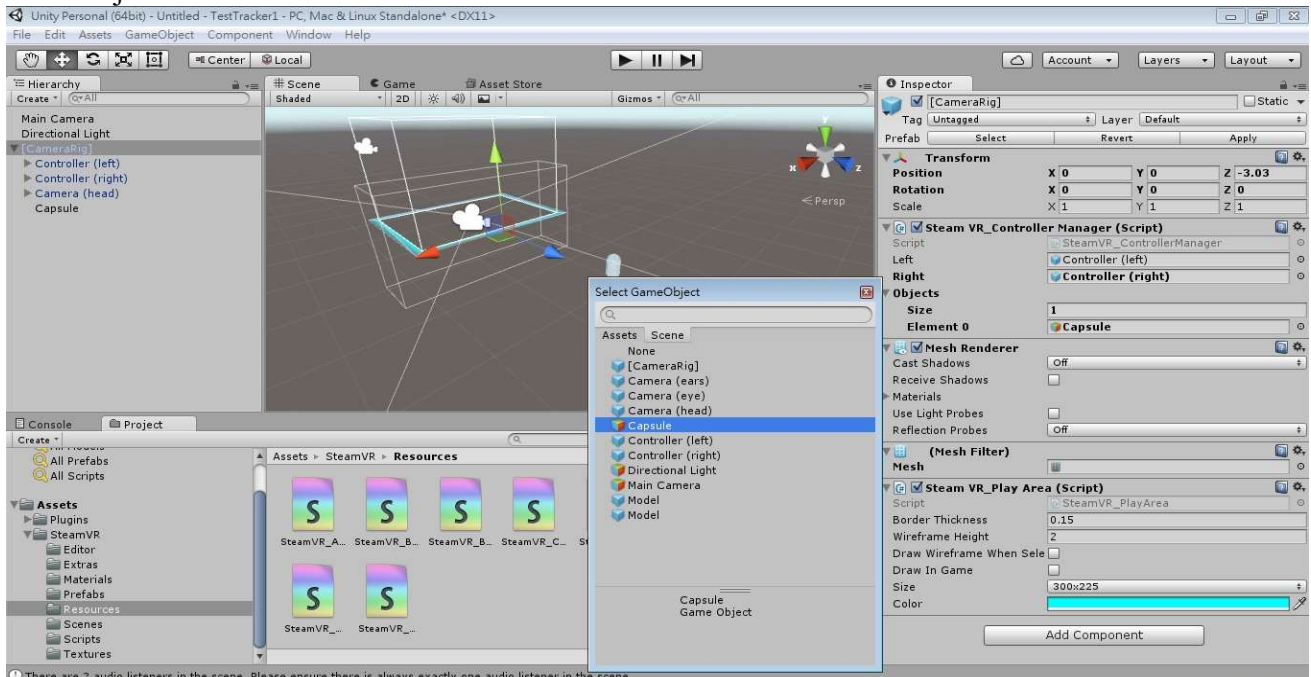 Unity Personal (64bit) - Untitled - TestTracker1 - PC, Mac & Linux Standalone* <DX11>
File Edit Assets GameObject Component Window Help
Center Local Account Layers Layout
Hierarchy
Create All
Main Camera
Directional Light
[CameraRig]
Controller (left)
Controller (right)
Camera (head)
Capsule
Scene Game Asset Store
Shaded 2D Gizmos All
y
x z
Persp
Select GameObject
Assets Scene
None
[CameraRig]
Camera (ears)
Camera (eye)
Camera (head)
Capsule
Controller (left)
Controller (right)
Directional Light
Main Camera
Model
Model
Capsule
Game Object
Console Project
Create
All Prefabs
All Scripts
Assets
Plugins
SteamVR
Editor
Extras
Materials
Prefabs
Resources
Scenes
Scripts
Textures
Assets ▸ SteamVR ▸ Resources
SteamVR_A... SteamVR_B... SteamVR_B... SteamVR_C...
SteamVR_... SteamVR_...
Inspector
[CameraRig] Static
Tag Untagged Layer Default
Prefab Select Revert Apply
Transform
Position X 0 Y 0 Z -3.03
Rotation X 0 Y 0 Z 0
Scale X 1 Y 1 Z 1
Steam VR_Controller Manager (Script)
Script SteamVR_ControllerManager
Left Controller (left)
Right Controller (right)
Objects
Size 1
Element 0 Capsule
Mesh Renderer
Cast Shadows Off
Receive Shadows
Materials
Use Light Probes
Reflection Probes Off
(Mesh Filter)
Mesh
Steam VR_Play Area (Script)
Script SteamVR_PlayArea
Border Thickness 0.15
Wireframe Height 2
Draw Wireframe When Sele
Draw In Game
Size 300x225
Color
Add Component
There are 2 audio listeners in the scene. Please ensure there is always exactly one audio listener in the scene.